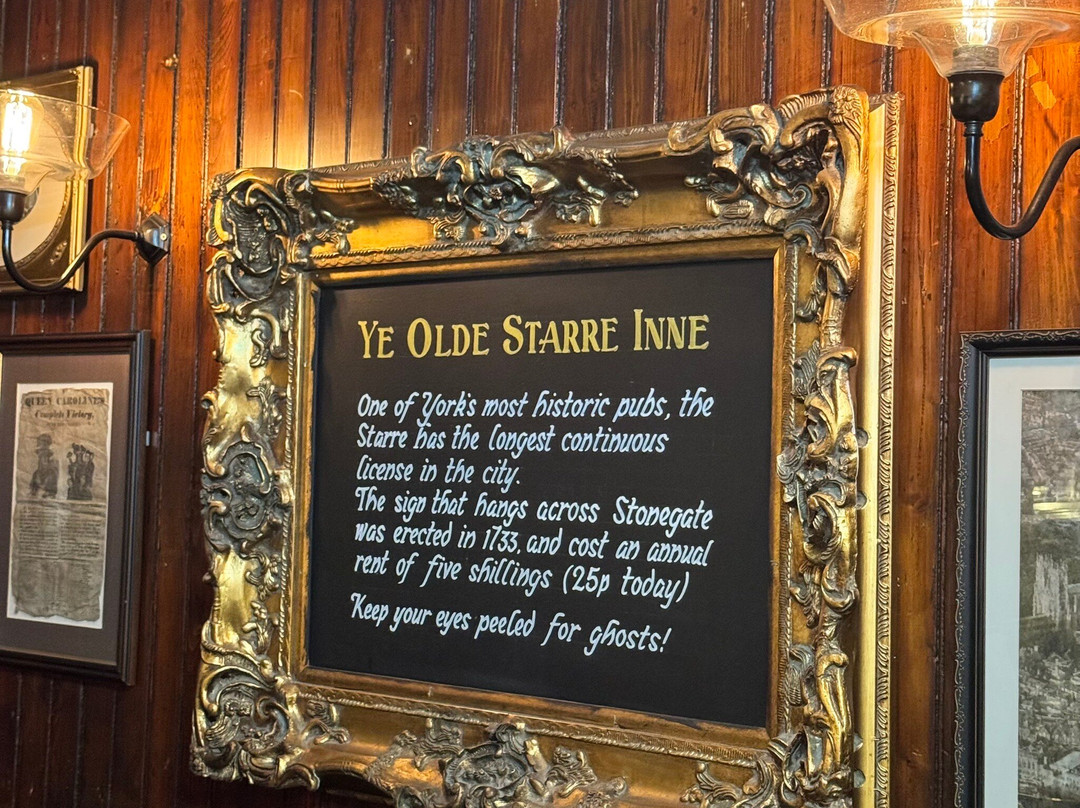 YE OLDE STARRE INNE
One of York's most historic pubs, the
Starre has the longest continuous
license in the city.
The sign that hangs across Stonegate
was erected in 1733, and cost an annual
rent of five shillings (25p today)
Keep your eyes peeled for ghosts!
QUEEN CAROLINE'S
Complete Victory,